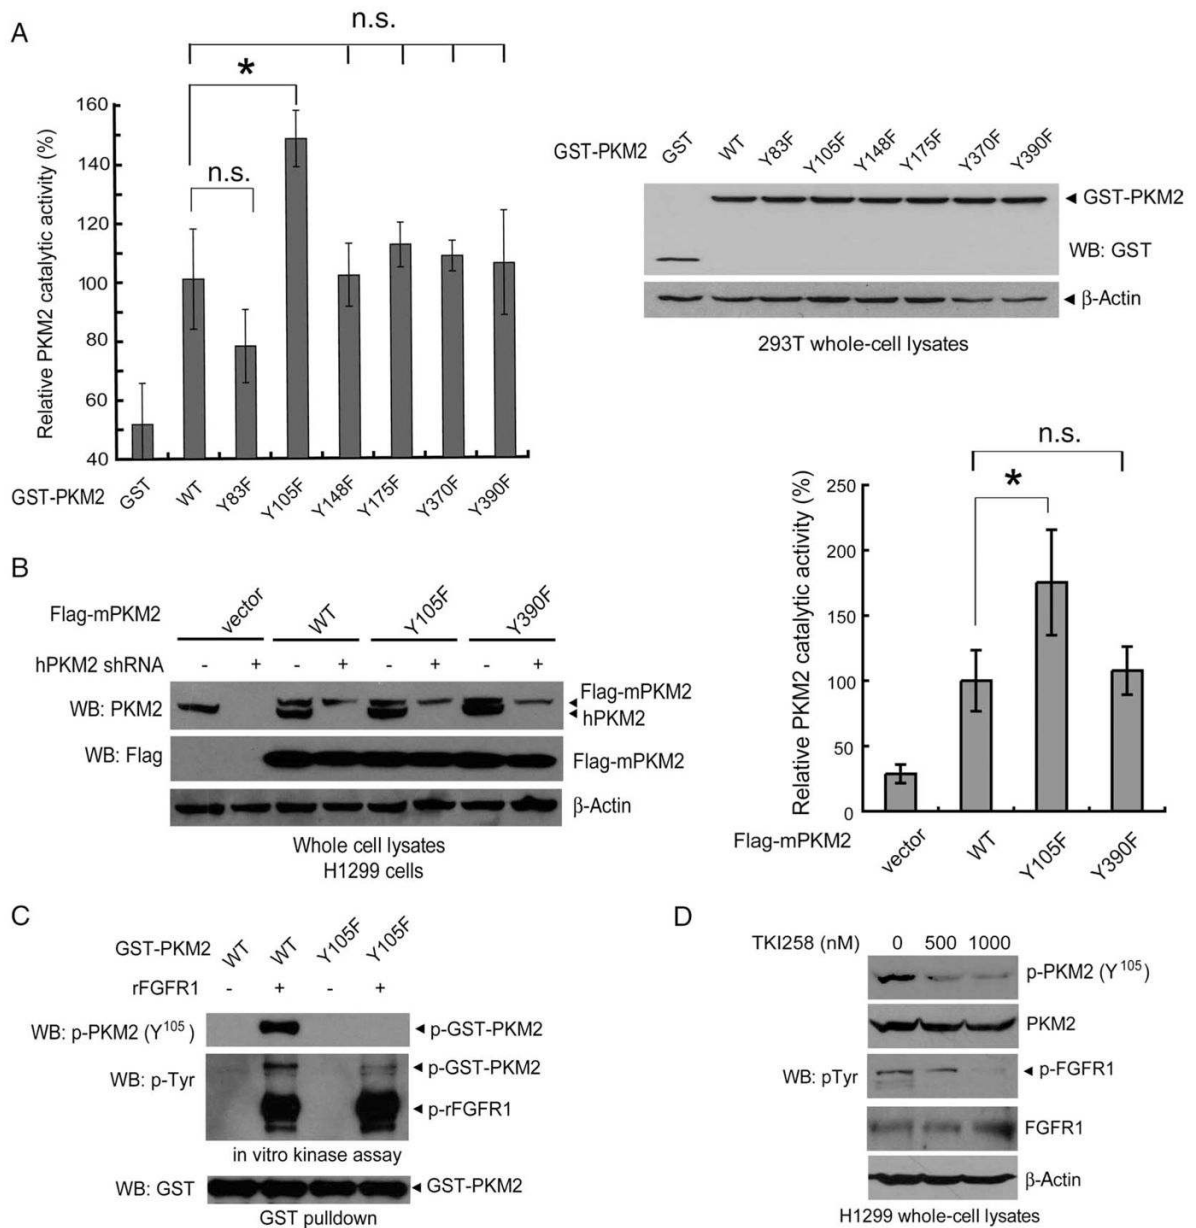 A
n.s.
*
n.s.
Relative PKM2 catalytic activity (%)
160
140
120
100
80
60
40
GST-PKM2 GST WT Y83F Y105F Y148F Y175F Y370F Y390F
GST-PKM2 GST WT Y83F Y105F Y148F Y175F Y370F Y390F
GST-PKM2
WB: GST
β-Actin
293T whole-cell lysates
B
Flag-mPKM2 vector WT Y105F Y390F
hPKM2 shRNA - + - + - + - +
WB: PKM2 Flag-mPKM2
hPKM2
WB: Flag Flag-mPKM2
β-Actin
Whole cell lysates
H1299 cells
n.s.
*
Relative PKM2 catalytic activity (%)
250
200
150
100
50
0
Flag-mPKM2 vector WT Y105F Y390F
C
GST-PKM2 WT WT Y105F Y105F
rFGFR1 - + - +
WB: p-PKM2 (Y105) p-GST-PKM2
WB: p-Tyr p-GST-PKM2
p-rFGFR1
in vitro kinase assay
WB: GST GST-PKM2
GST pulldown
D
TKI258 (nM) 0 500 1000
p-PKM2 (Y105)
PKM2
WB: pTyr p-FGFR1
FGFR1
β-Actin
H1299 whole-cell lysates